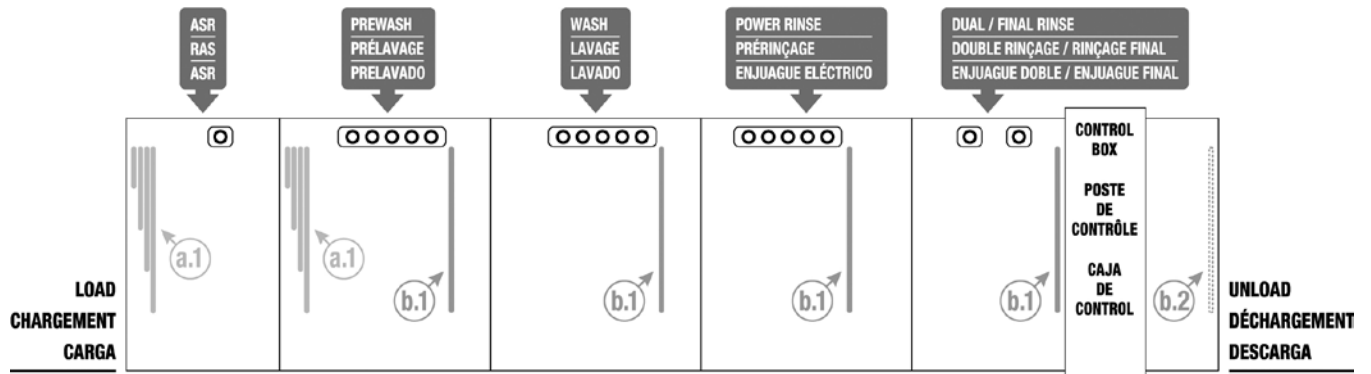 ASR
RAS
ASR
PREWASH
PRÉLAVAGE
PRELAVADO
WASH
LAVAGE
LAVADO
POWER RINSE
PRÉRINÇAGE
ENJUAGUE ELÉCTRICO
DUAL / FINAL RINSE
DOUBLE RINÇAGE / RINÇAGE FINAL
ENJUAGUE DOBLE / ENJUAGUE FINAL
CONTROL
BOX
POSTE
DE
CONTRÔLE
CAJA
DE
CONTROL
a.1
a.1
b.1
b.1
b.1
b.1
b.2
LOAD
CHARGEMENT
CARGA
UNLOAD
DÉCHARGEMENT
DESCARGA